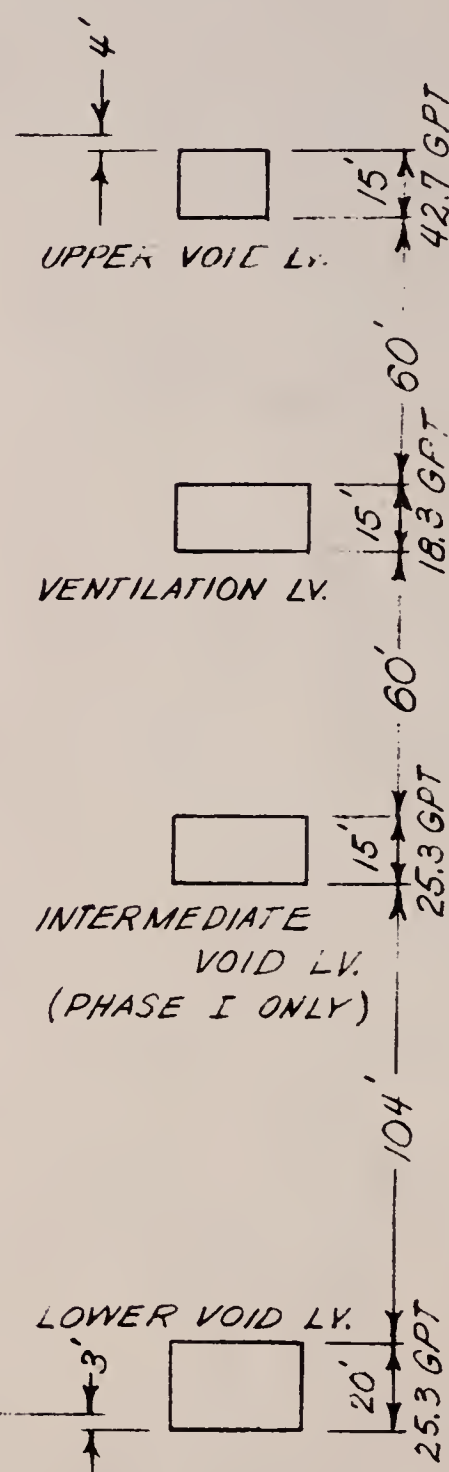 4'
15'
42.7 GPT
UPPER VOID LV.
60'
15'
18.3 GPT
VENTILATION LV.
60'
15'
25.3 GPT
INTERMEDIATE
VOID LV.
(PHASE I ONLY)
104'
LOWER VOID LV.
3'
20'
25.3 GPT